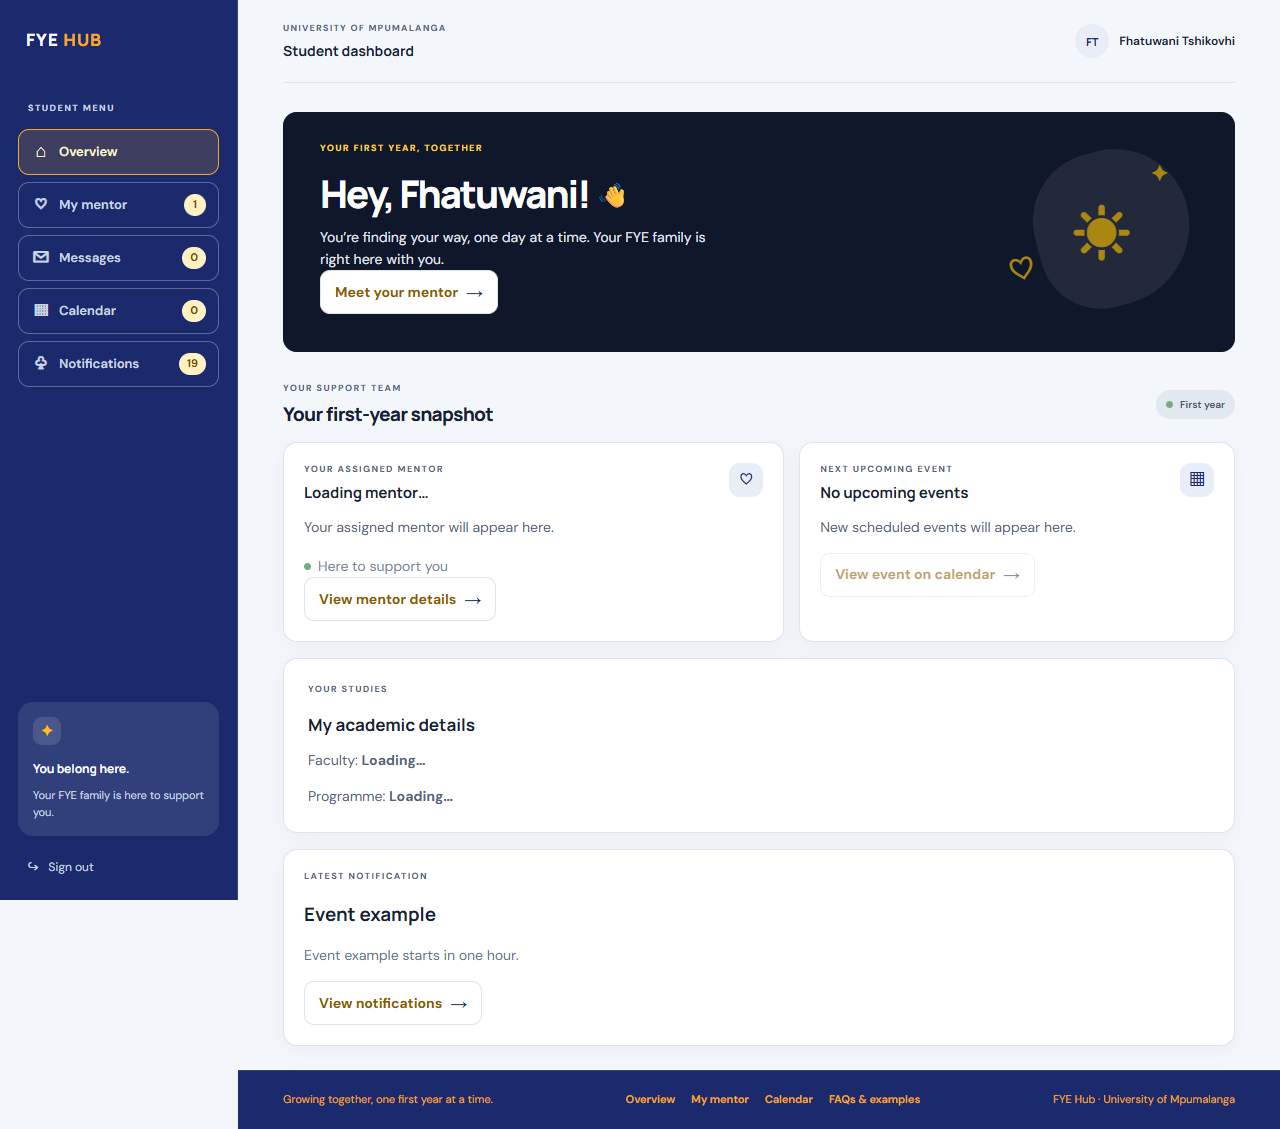 FYE HUB
STUDENT MENU
Overview
My mentor 1
Messages 0
Calendar 0
Notifications 19
You belong here.
Your FYE family is here to support
you.
Sign out
UNIVERSITY OF MPUMALANGA
Student dashboard
FT Fhatuwani Tshikovhi
YOUR FIRST YEAR, TOGETHER
Hey, Fhatuwani! 👋
You’re finding your way, one day at a time. Your FYE family is
right here with you.
Meet your mentor →
YOUR SUPPORT TEAM
Your first-year snapshot
First year
YOUR ASSIGNED MENTOR
Loading mentor…
Your assigned mentor will appear here.
Here to support you
View mentor details →
NEXT UPCOMING EVENT
No upcoming events
New scheduled events will appear here.
View event on calendar →
YOUR STUDIES
My academic details
Faculty: Loading…
Programme: Loading…
LATEST NOTIFICATION
Event example
Event example starts in one hour.
View notifications →
Growing together, one first year at a time.
Overview My mentor Calendar FAQs & examples
FYE Hub · University of Mpumalanga